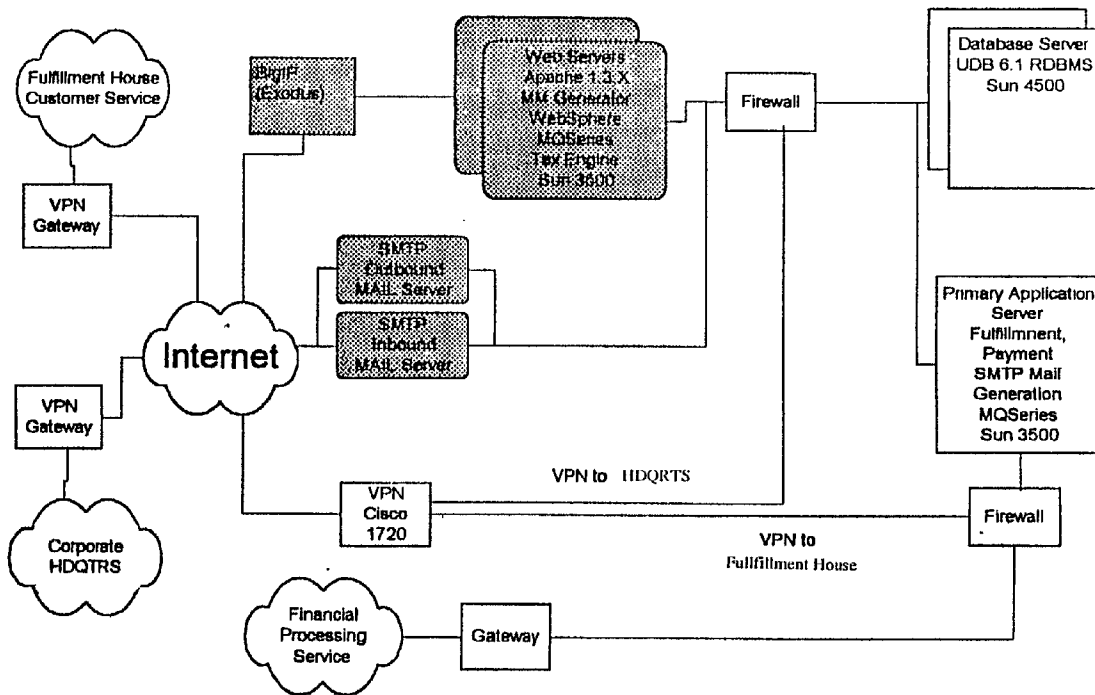 Fulfillment House
Customer Service
VPN
Gateway
BigIP
(Exodus)
Web Servers
Apache 1.3.X
MM Generator
WebSphere
MQSeries
Tax Engine
Sun 3500
Firewall
Database Server
UDB 6.1 RDBMS
Sun 4500
SMTP
Outbound
MAIL Server
SMTP
Inbound
MAIL Server
Internet
VPN
Gateway
Corporate
HDQTRS
Primary Application
Server
Fulfillment,
Payment
SMTP Mail
Generation
MQSeries
Sun 3500
VPN to HDQRTS
VPN
Cisco
1720
VPN to
Fullfillment House
Firewall
Financial
Processing
Service
Gateway